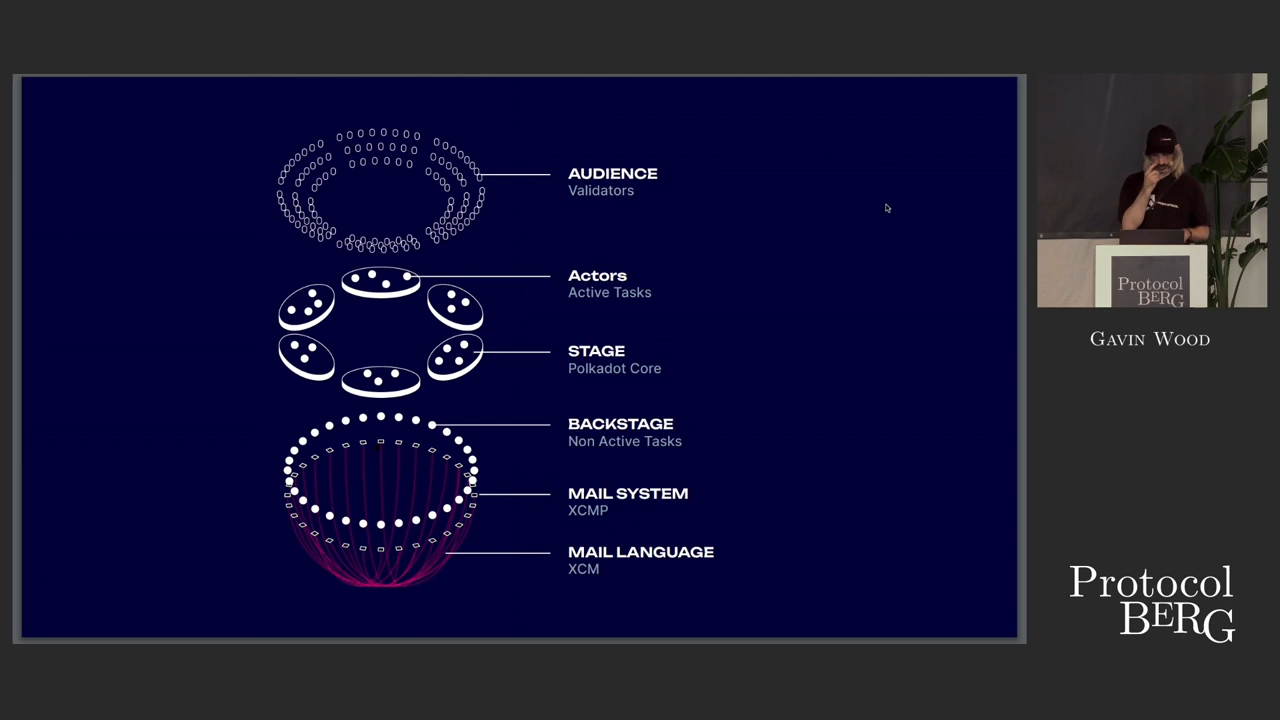 AUDIENCE
Validators
Actors
Active Tasks
STAGE
Polkadot Core
BACKSTAGE
Non Active Tasks
MAIL SYSTEM
XCMP
MAIL LANGUAGE
XCM
Protocol
BERG
GAVIN WOOD
Protocol
BERG